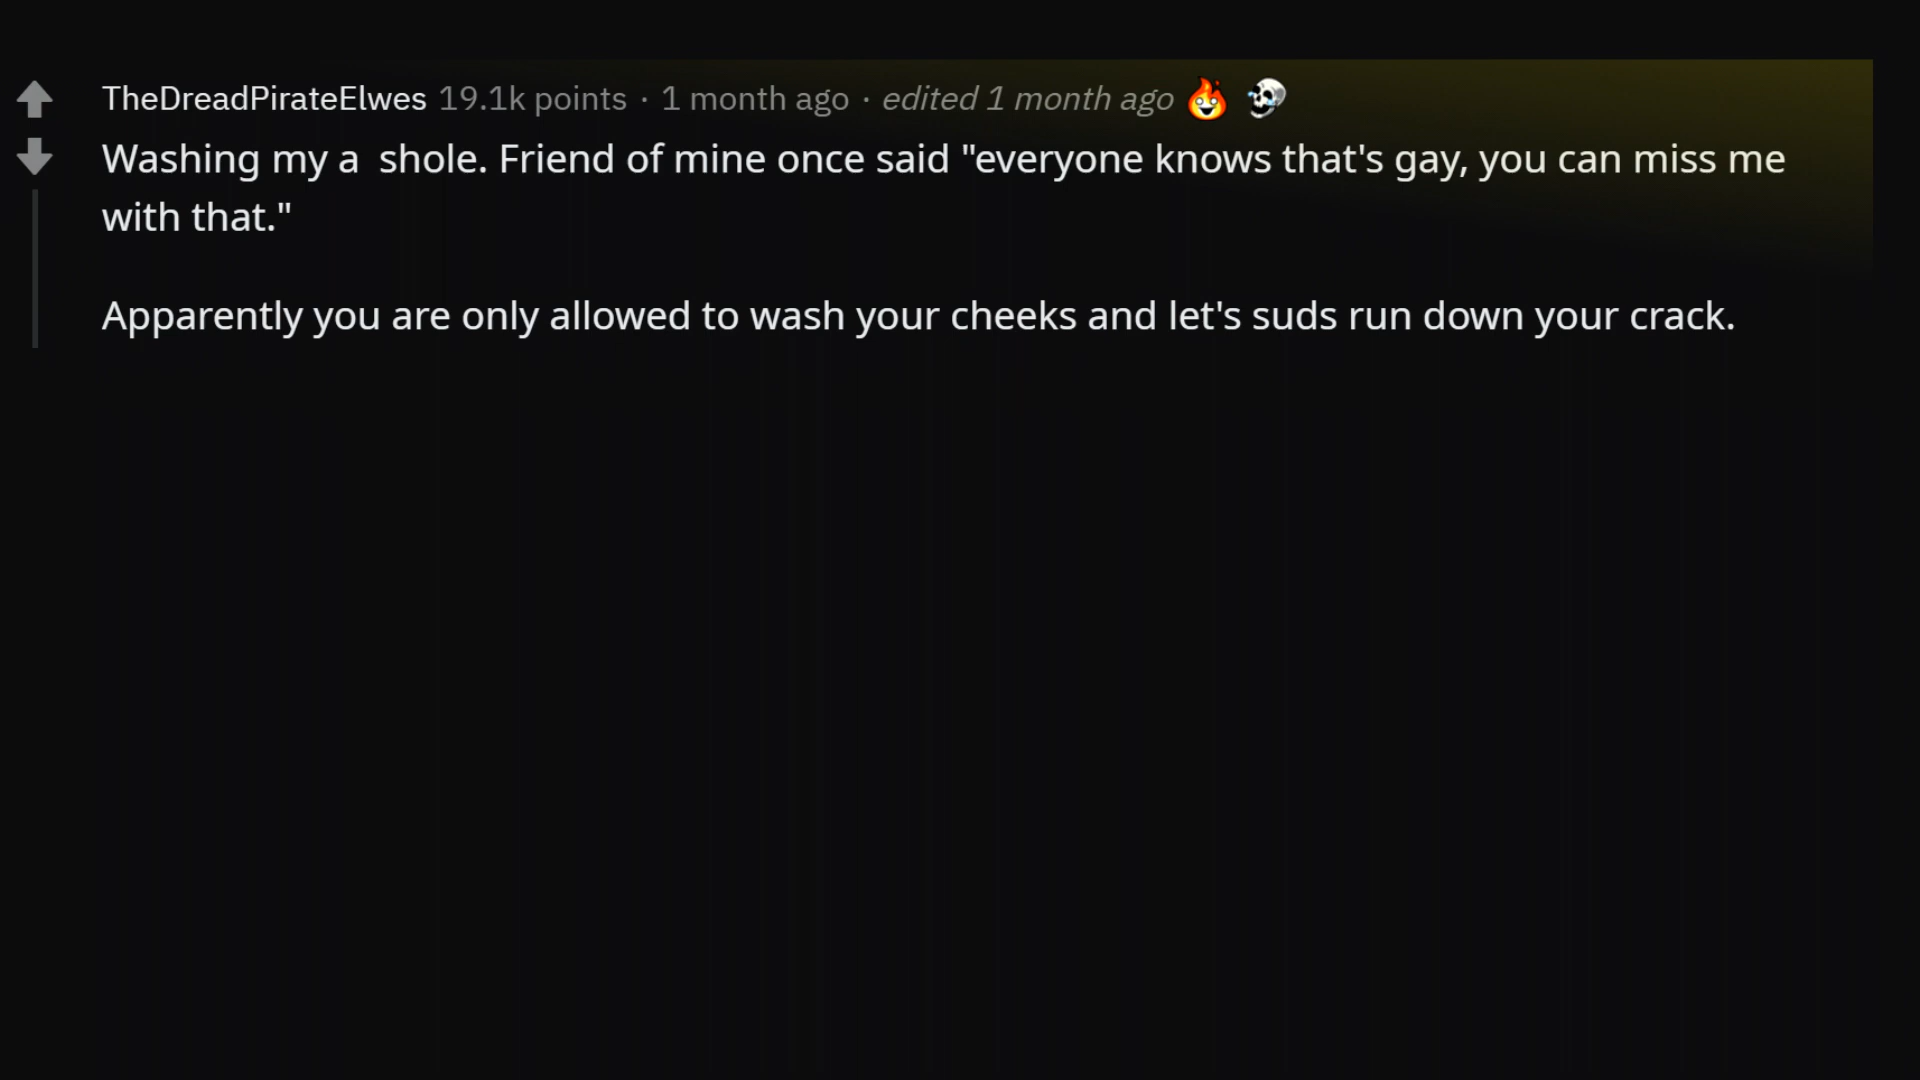 TheDreadPirateElwes 19.1k points · 1 month ago · edited 1 month ago
Washing my a  shole. Friend of mine once said "everyone knows that's gay, you can miss me
with that."
Apparently you are only allowed to wash your cheeks and let's suds run down your crack.